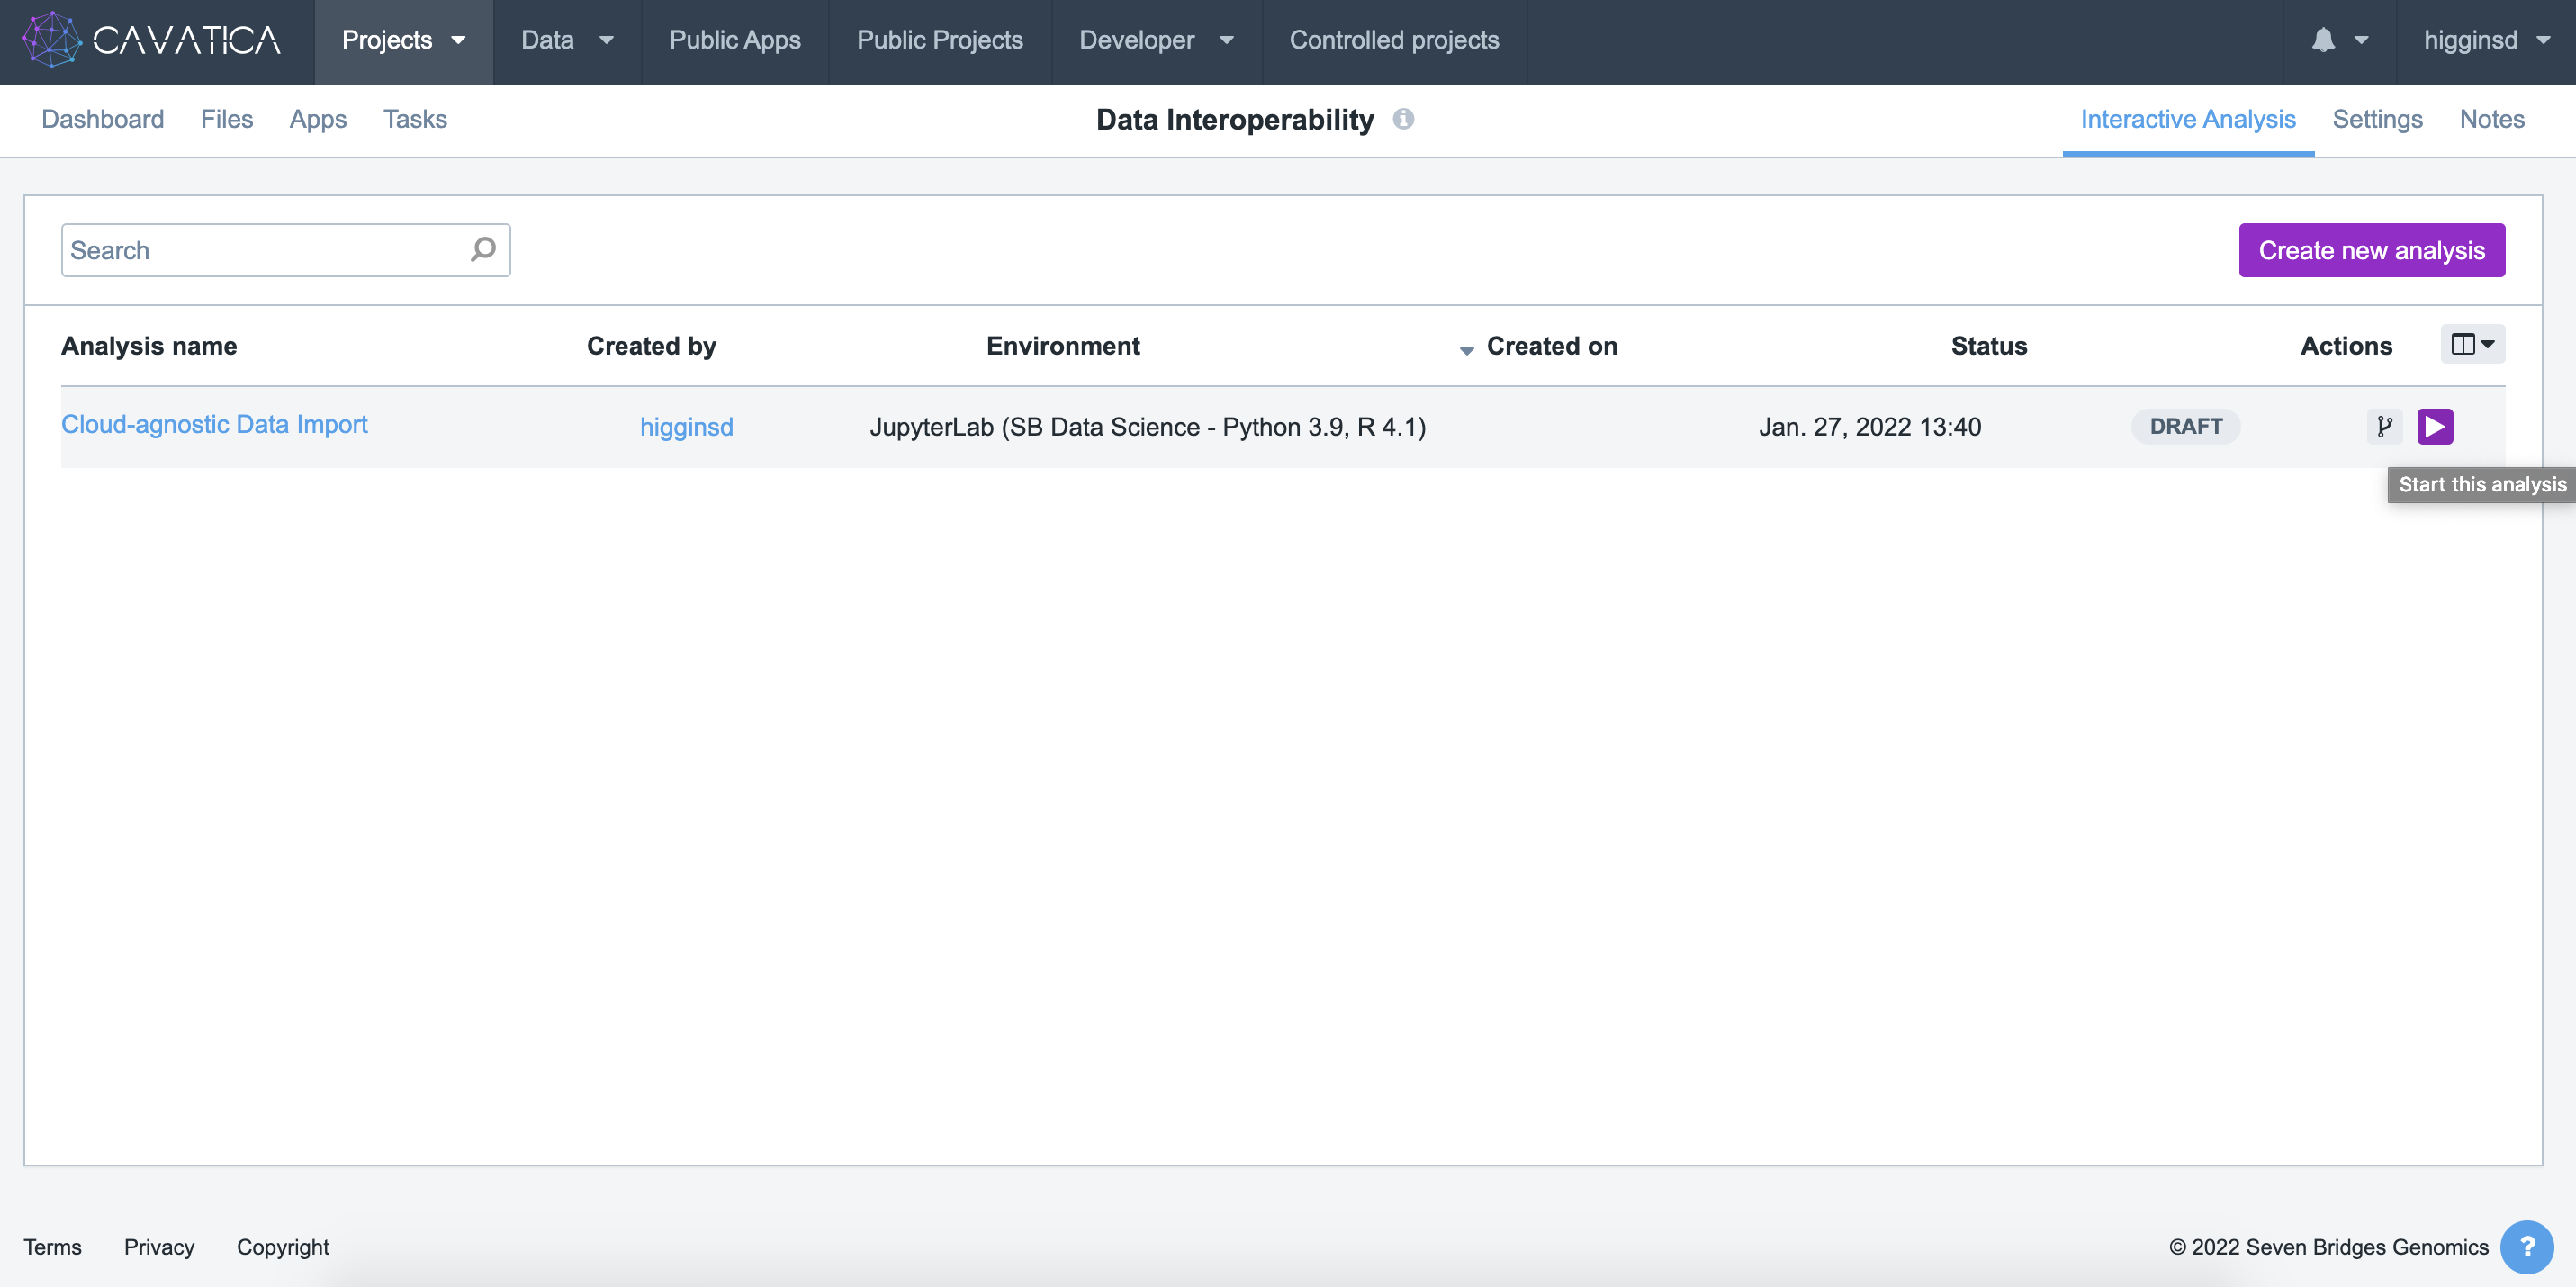 CAVATICA Projects Data Public Apps Public Projects Developer Controlled projects higginsd
Dashboard Files Apps Tasks Data Interoperability Interactive Analysis Settings Notes
Search Create new analysis
Analysis name Created by Environment Created on Status Actions
Cloud-agnostic Data Import higginsd JupyterLab (SB Data Science - Python 3.9, R 4.1) Jan. 27, 2022 13:40 DRAFT
Start this analysis
Terms Privacy Copyright © 2022 Seven Bridges Genomics ?